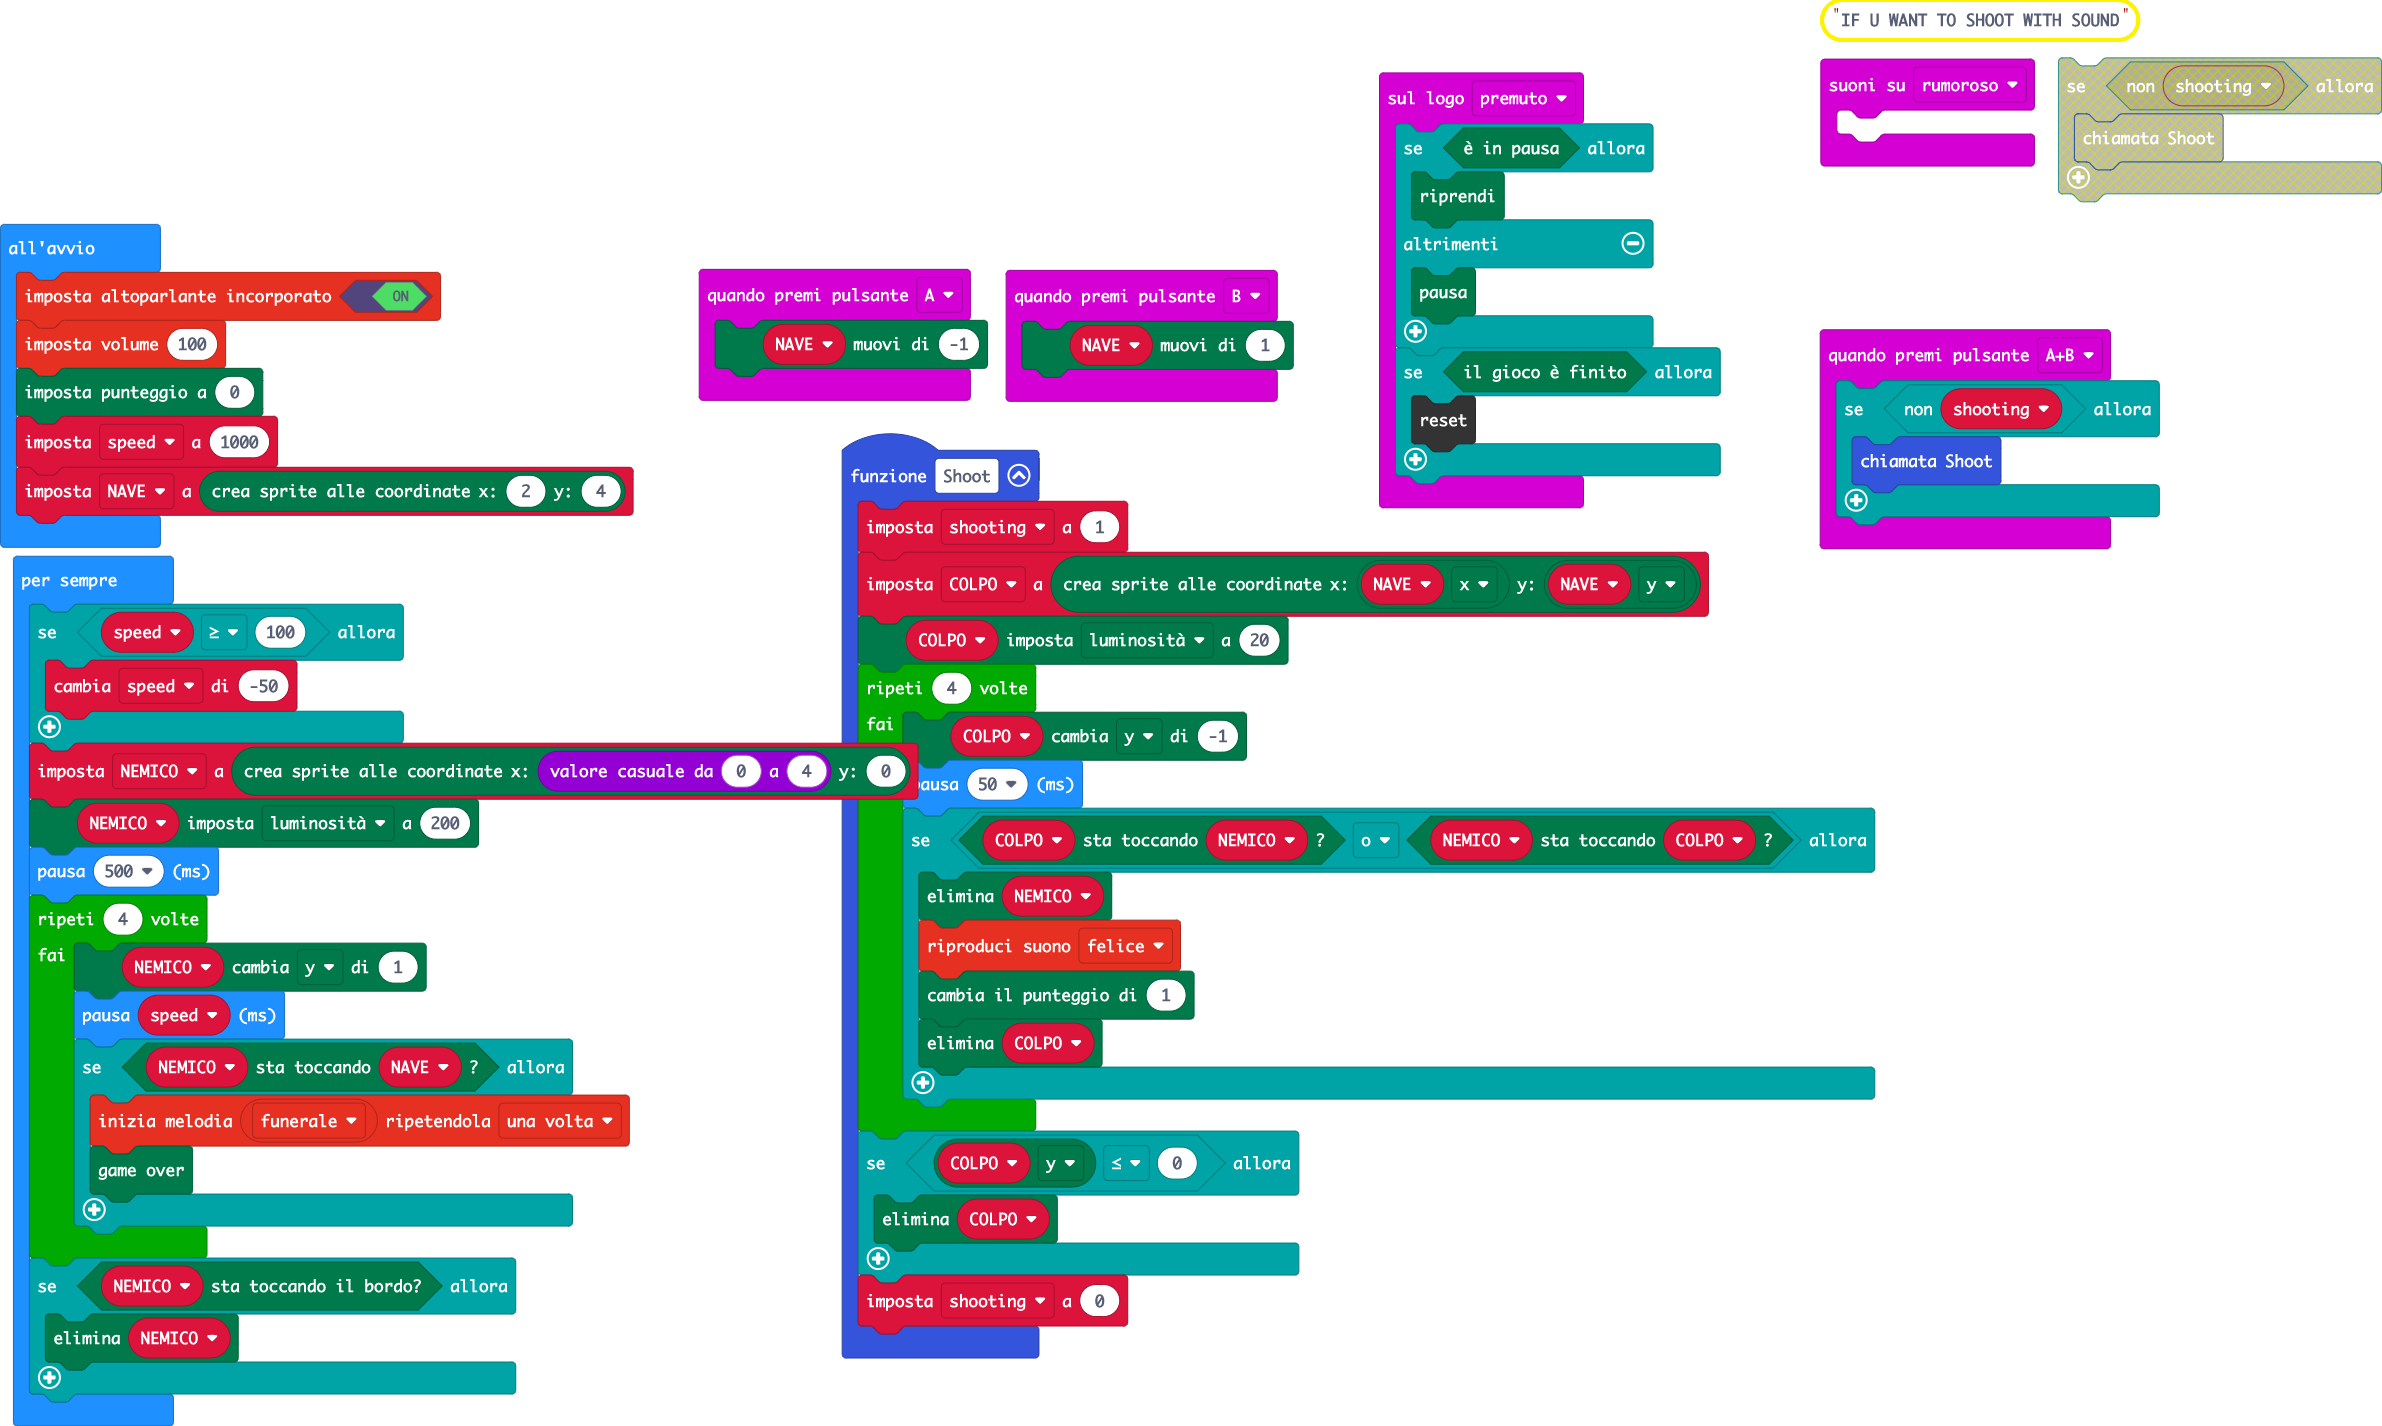 "IF U WANT TO SHOOT WITH SOUND"
suoni su rumoroso
se non shooting allora
chiamata Shoot
sul logo premuto
se è in pausa allora
riprendi
altrimenti
pausa
se il gioco è finito allora
reset
all'avvio
imposta altoparlante incorporato ON
imposta volume 100
imposta punteggio a 0
imposta speed a 1000
imposta NAVE a crea sprite alle coordinate x: 2 y: 4
quando premi pulsante A
NAVE muovi di -1
quando premi pulsante B
NAVE muovi di 1
quando premi pulsante A+B
se non shooting allora
chiamata Shoot
per sempre
se speed ≥ 100 allora
cambia speed di -50
imposta NEMICO a crea sprite alle coordinate x: valore casuale da 0 a 4 y: 0
NEMICO imposta luminosità a 200
pausa 500 (ms)
ripeti 4 volte
fai NEMICO cambia y di 1
pausa speed (ms)
se NEMICO sta toccando NAVE ? allora
inizia melodia funerale ripetendola una volta
game over
se NEMICO sta toccando il bordo? allora
elimina NEMICO
funzione Shoot
imposta shooting a 1
imposta COLPO a crea sprite alle coordinate x: NAVE x y: NAVE y
COLPO imposta luminosità a 20
ripeti 4 volte
fai COLPO cambia y di -1
pausa 50 (ms)
se COLPO sta toccando NEMICO ? o NEMICO sta toccando COLPO ? allora
elimina NEMICO
riproduci suono felice
cambia il punteggio di 1
elimina COLPO
se COLPO y ≤ 0 allora
elimina COLPO
imposta shooting a 0